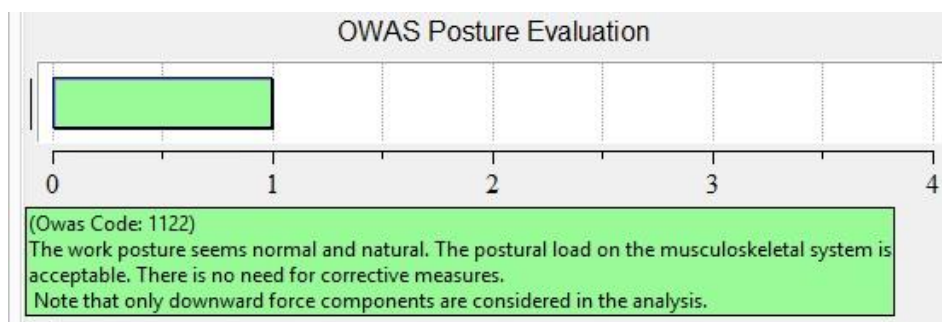 OWAS Posture Evaluation
0 1 2 3 4
(Owas Code: 1122)
The work posture seems normal and natural. The postural load on the musculoskeletal system is
acceptable. There is no need for corrective measures.
Note that only downward force components are considered in the analysis.